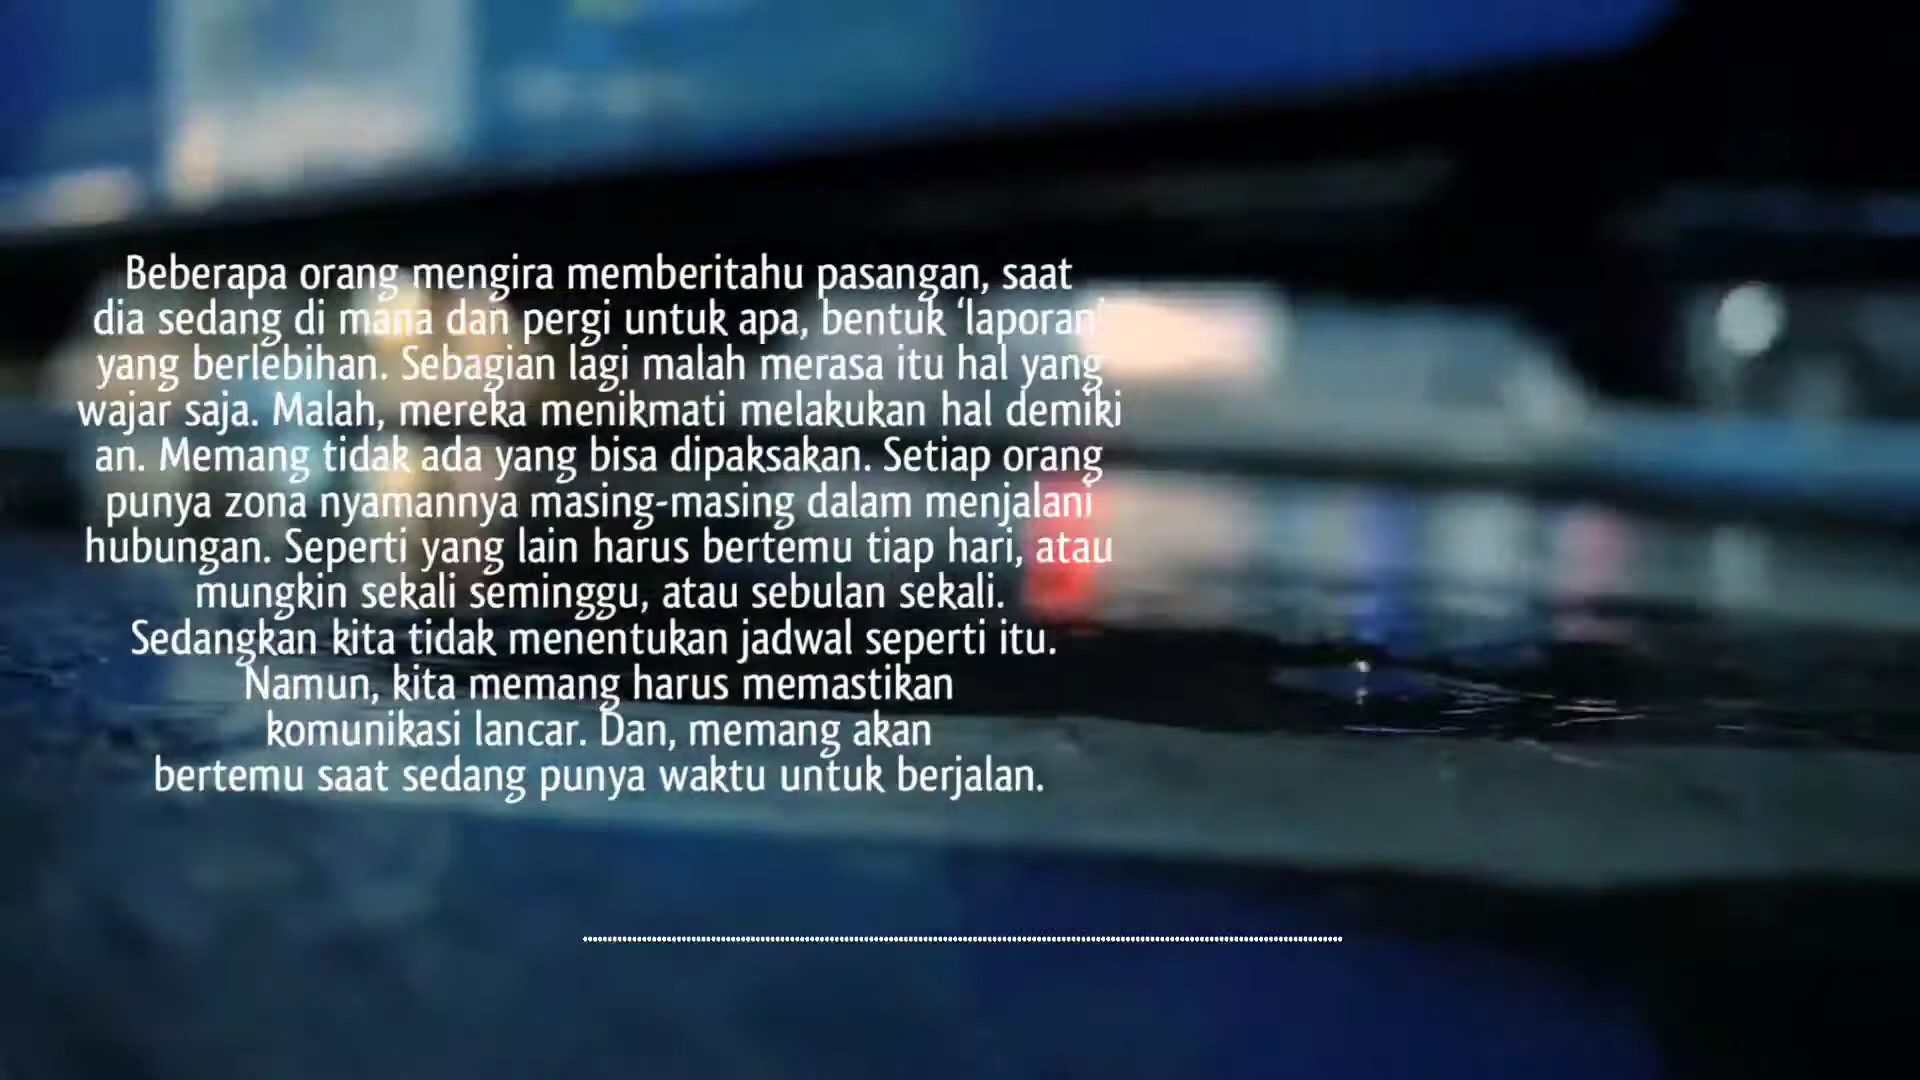 Beberapa orang mengira memberitahu pasangan, saat
dia sedang di mana dan pergi untuk apa, bentuk ‘laporan’
yang berlebihan. Sebagian lagi malah merasa itu hal yang
wajar saja. Malah, mereka menikmati melakukan hal demiki
an. Memang tidak ada yang bisa dipaksakan. Setiap orang
punya zona nyamannya masing-masing dalam menjalani
hubungan. Seperti yang lain harus bertemu tiap hari, atau
mungkin sekali seminggu, atau sebulan sekali.
Sedangkan kita tidak menentukan jadwal seperti itu.
Namun, kita memang harus memastikan
komunikasi lancar. Dan, memang akan
bertemu saat sedang punya waktu untuk berjalan.